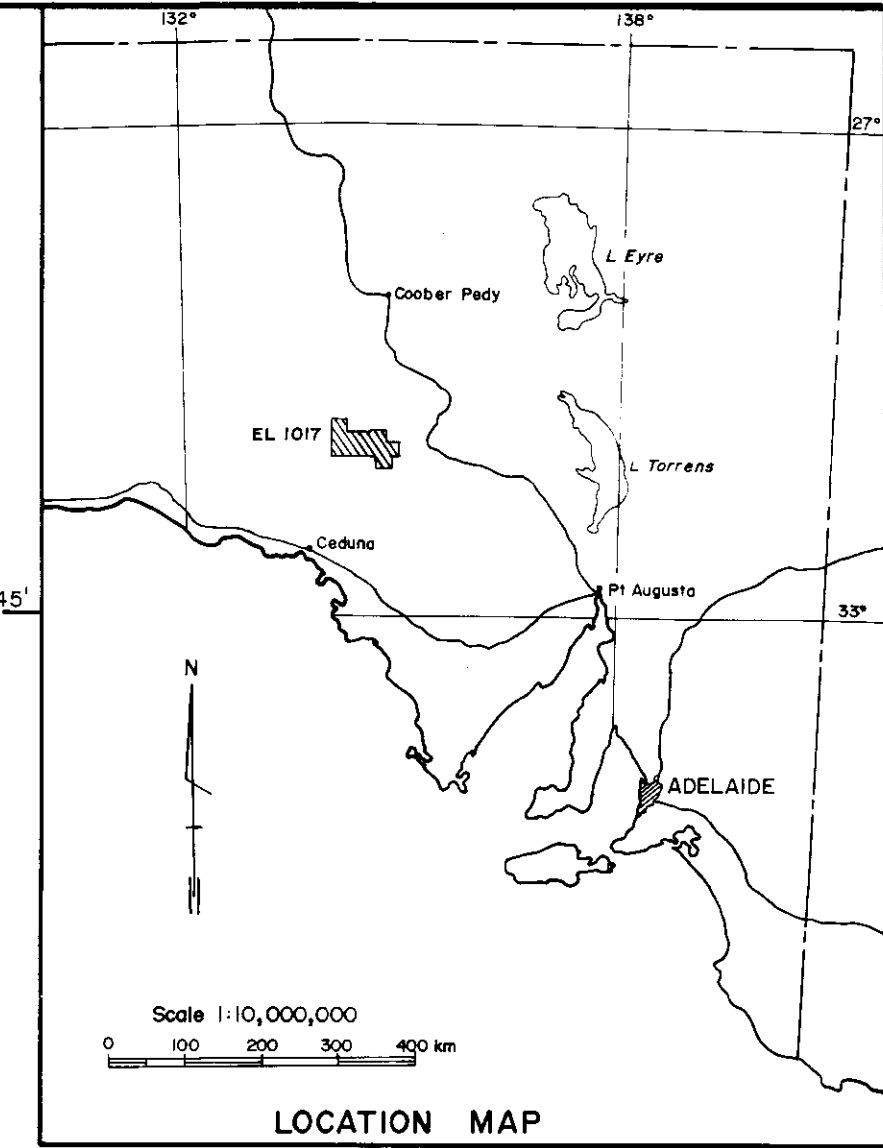 132°
138°
27°
L Eyre
Coober Pedy
EL 1017
L Torrens
Ceduna
Pt Augusta
45'
33°
N
ADELAIDE
Scale 1:10,000,000
0 100 200 300 400 km
LOCATION MAP